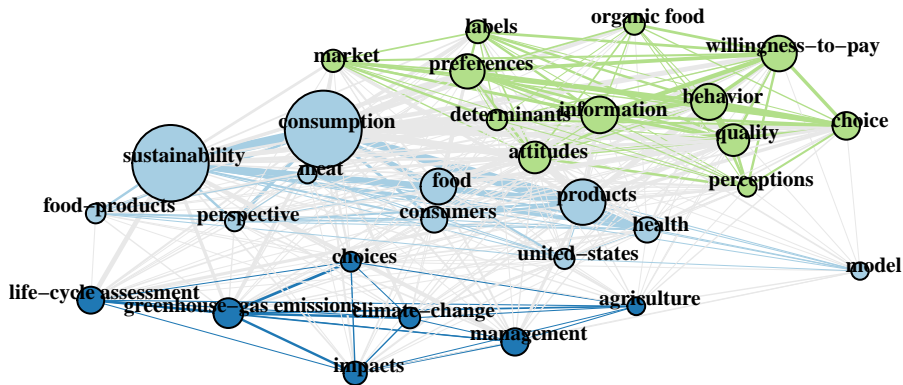 organic food
labels
willingness−to−pay
market
preferences
behavior
determinants
information
consumption
choice
quality
attitudes
sustainability
meat
food
perceptions
products
food−products
perspective
consumers
health
united−states
choices
model
life−cycle assessment
agriculture
greenhouse−gas emissions
climate−change
management
impacts